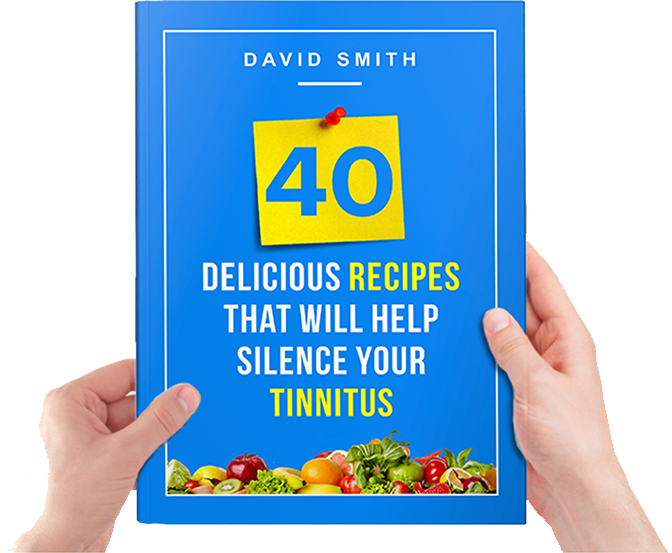 DAVID SMITH
40
DELICIOUS RECIPES
THAT WILL HELP
SILENCE YOUR
TINNITUS